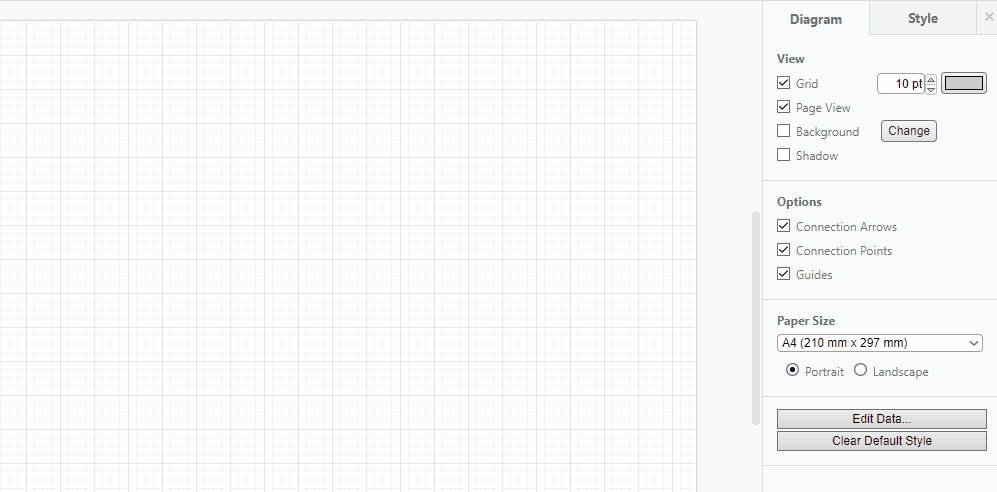 Diagram Style
View
Grid 10 pt
Page View
Background Change
Shadow
Options
Connection Arrows
Connection Points
Guides
Paper Size
A4 (210 mm x 297 mm)
Portrait Landscape
Edit Data...
Clear Default Style